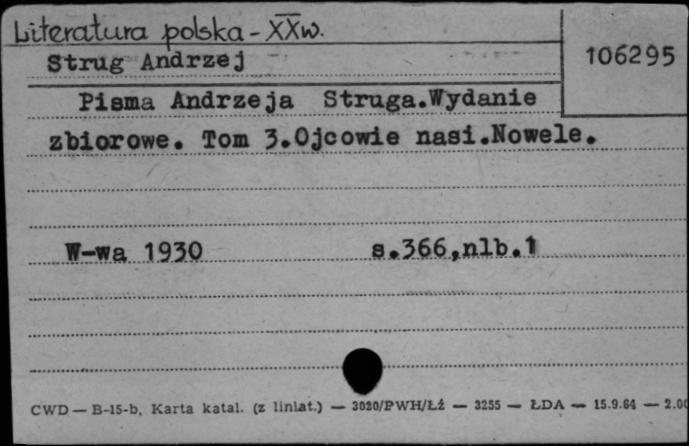 Literatura polska - XXw.
106295
Strug Andrzej
Pisma Andrzeja Struga.Wydanie
zbiorowe. Tom 3.Ojcowie nasi.Nowele.
W-wa 1930 s.366,nlb.1
CWD — B-15-b, Karta katal. (z liniat.) — 3020/PWH/Łź — 3255 — ŁDA — 15.9.64 — 2.00